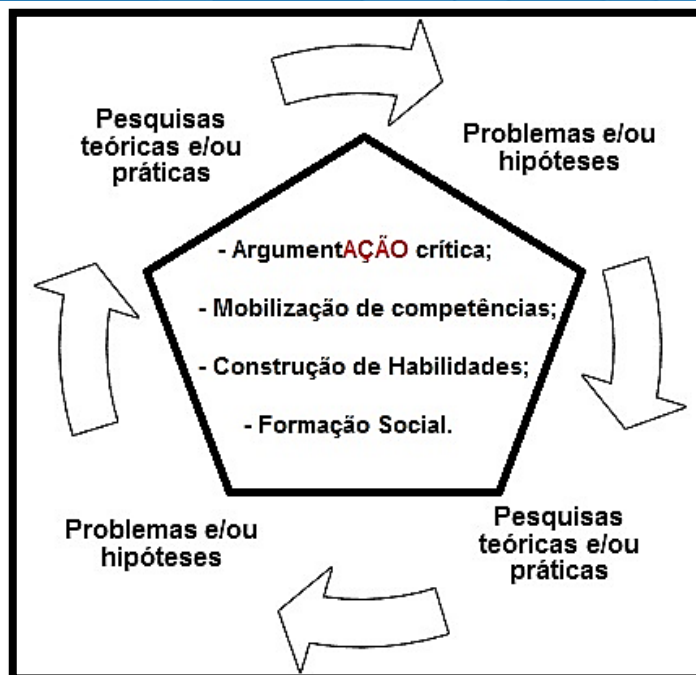 Pesquisas
teóricas e/ou
práticas
Problemas e/ou
hipóteses
- ArgumentAÇÃO crítica;
- Mobilização de competências;
- Construção de Habilidades;
- Formação Social.
Problemas e/ou
hipóteses
Pesquisas
teóricas e/ou
práticas